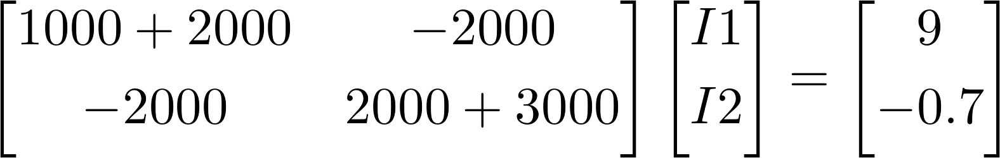 1000 + 2000 −2000 I1 9
−2000 2000 + 3000 I2 = −0.7